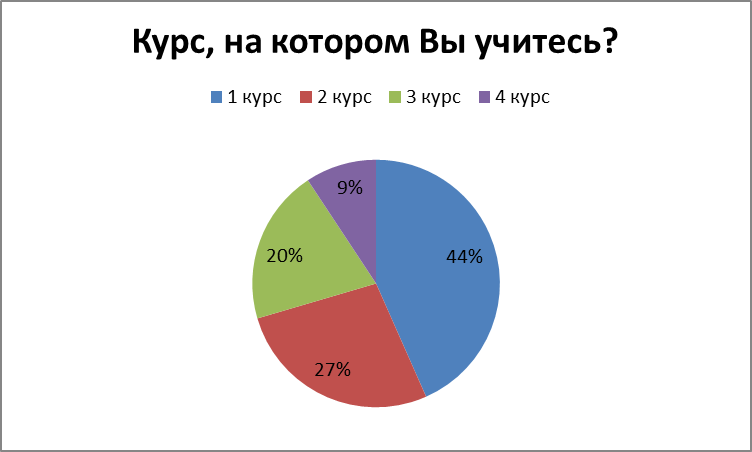 Курс, на котором Вы учитесь?
1 курс 2 курс 3 курс 4 курс
9%
44%
20%
27%